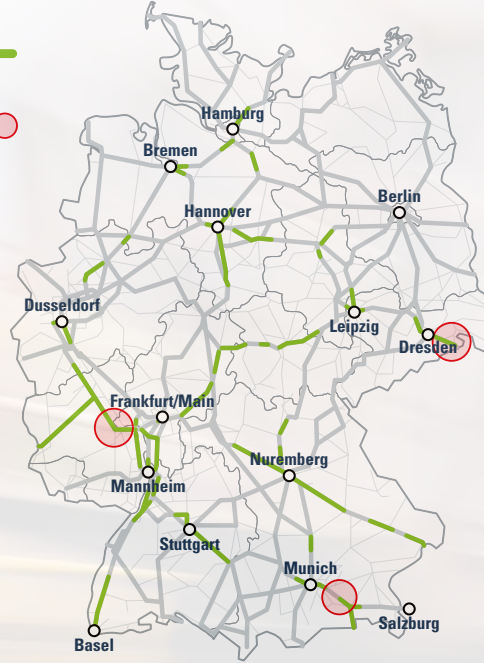 Hamburg
Bremen
Berlin
Hannover
Dusseldorf
Leipzig
Dresden
Frankfurt/Main
Nuremberg
Mannheim
Stuttgart
Munich
Salzburg
Basel